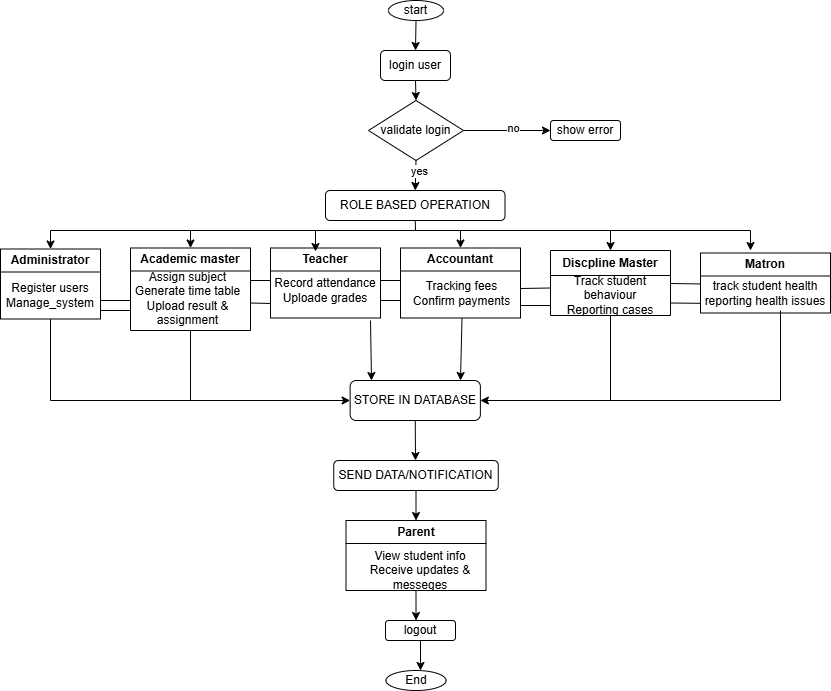 start
login user
validate login
no
show error
yes
ROLE BASED OPERATION
Administrator
Register users
Manage_system
Academic master
Assign subject
Generate time table
Upload result &
assignment
Teacher
Record attendance
Uploade grades
Accountant
Tracking fees
Confirm payments
Discpline Master
Track student
behaviour
Reporting cases
Matron
track student health
reporting health issues
STORE IN DATABASE
SEND DATA/NOTIFICATION
Parent
View student info
Receive updates &
messeges
logout
End